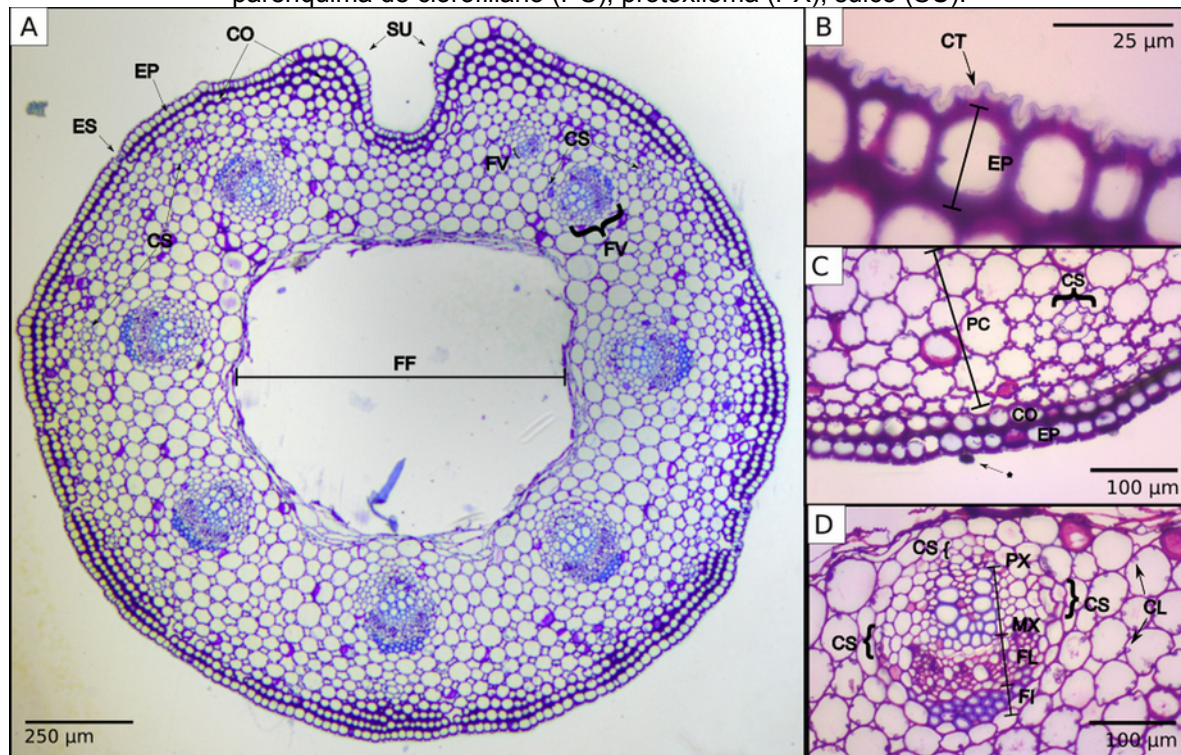 parênquima de clorofiliano (PC), protoxilema (PX), sulco (SU).
A
CO
SU
EP
ES
CS
FV
CS
FV
FF
250 µm
B
25 µm
CT
EP
C
CS
PC
CO
EP
*
100 µm
D
CS
PX
CS
CL
CS
MX
FL
FI
100 µm